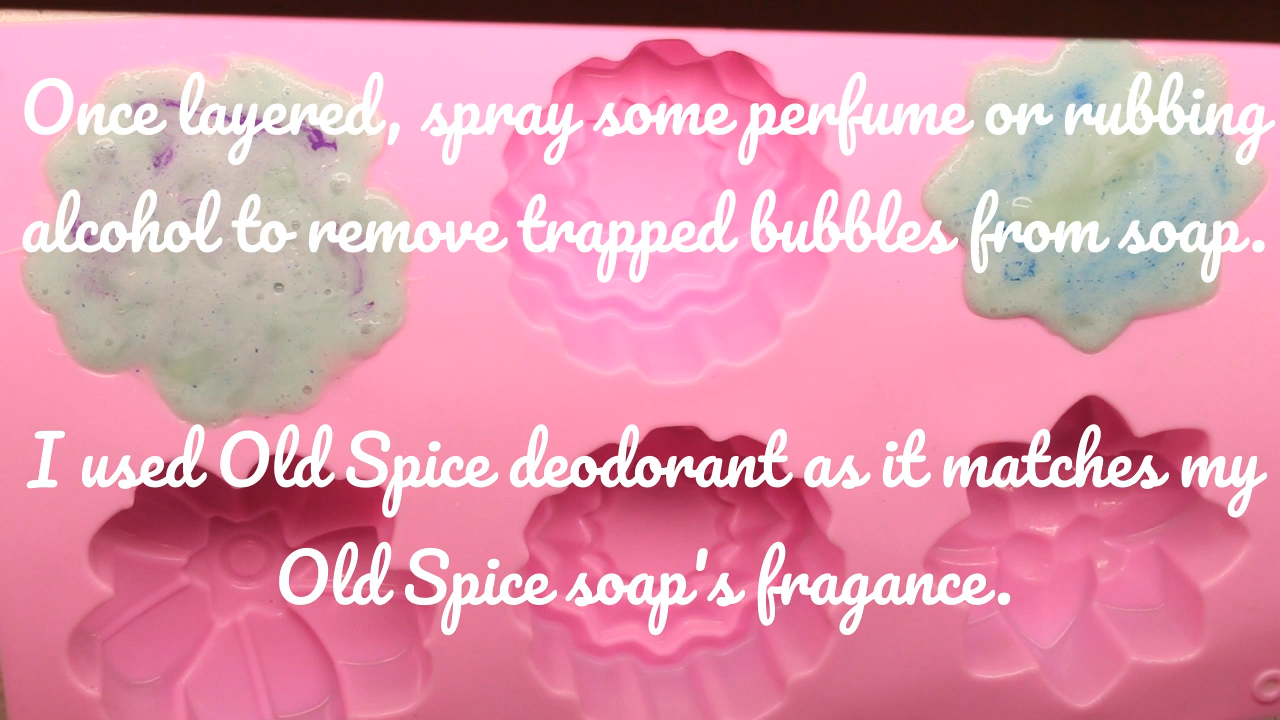 Once layered, spray some perfume or rubbing
alcohol to remove trapped bubbles from soap.
I used Old Spice deodorant as it matches my
Old Spice soap's fragance.